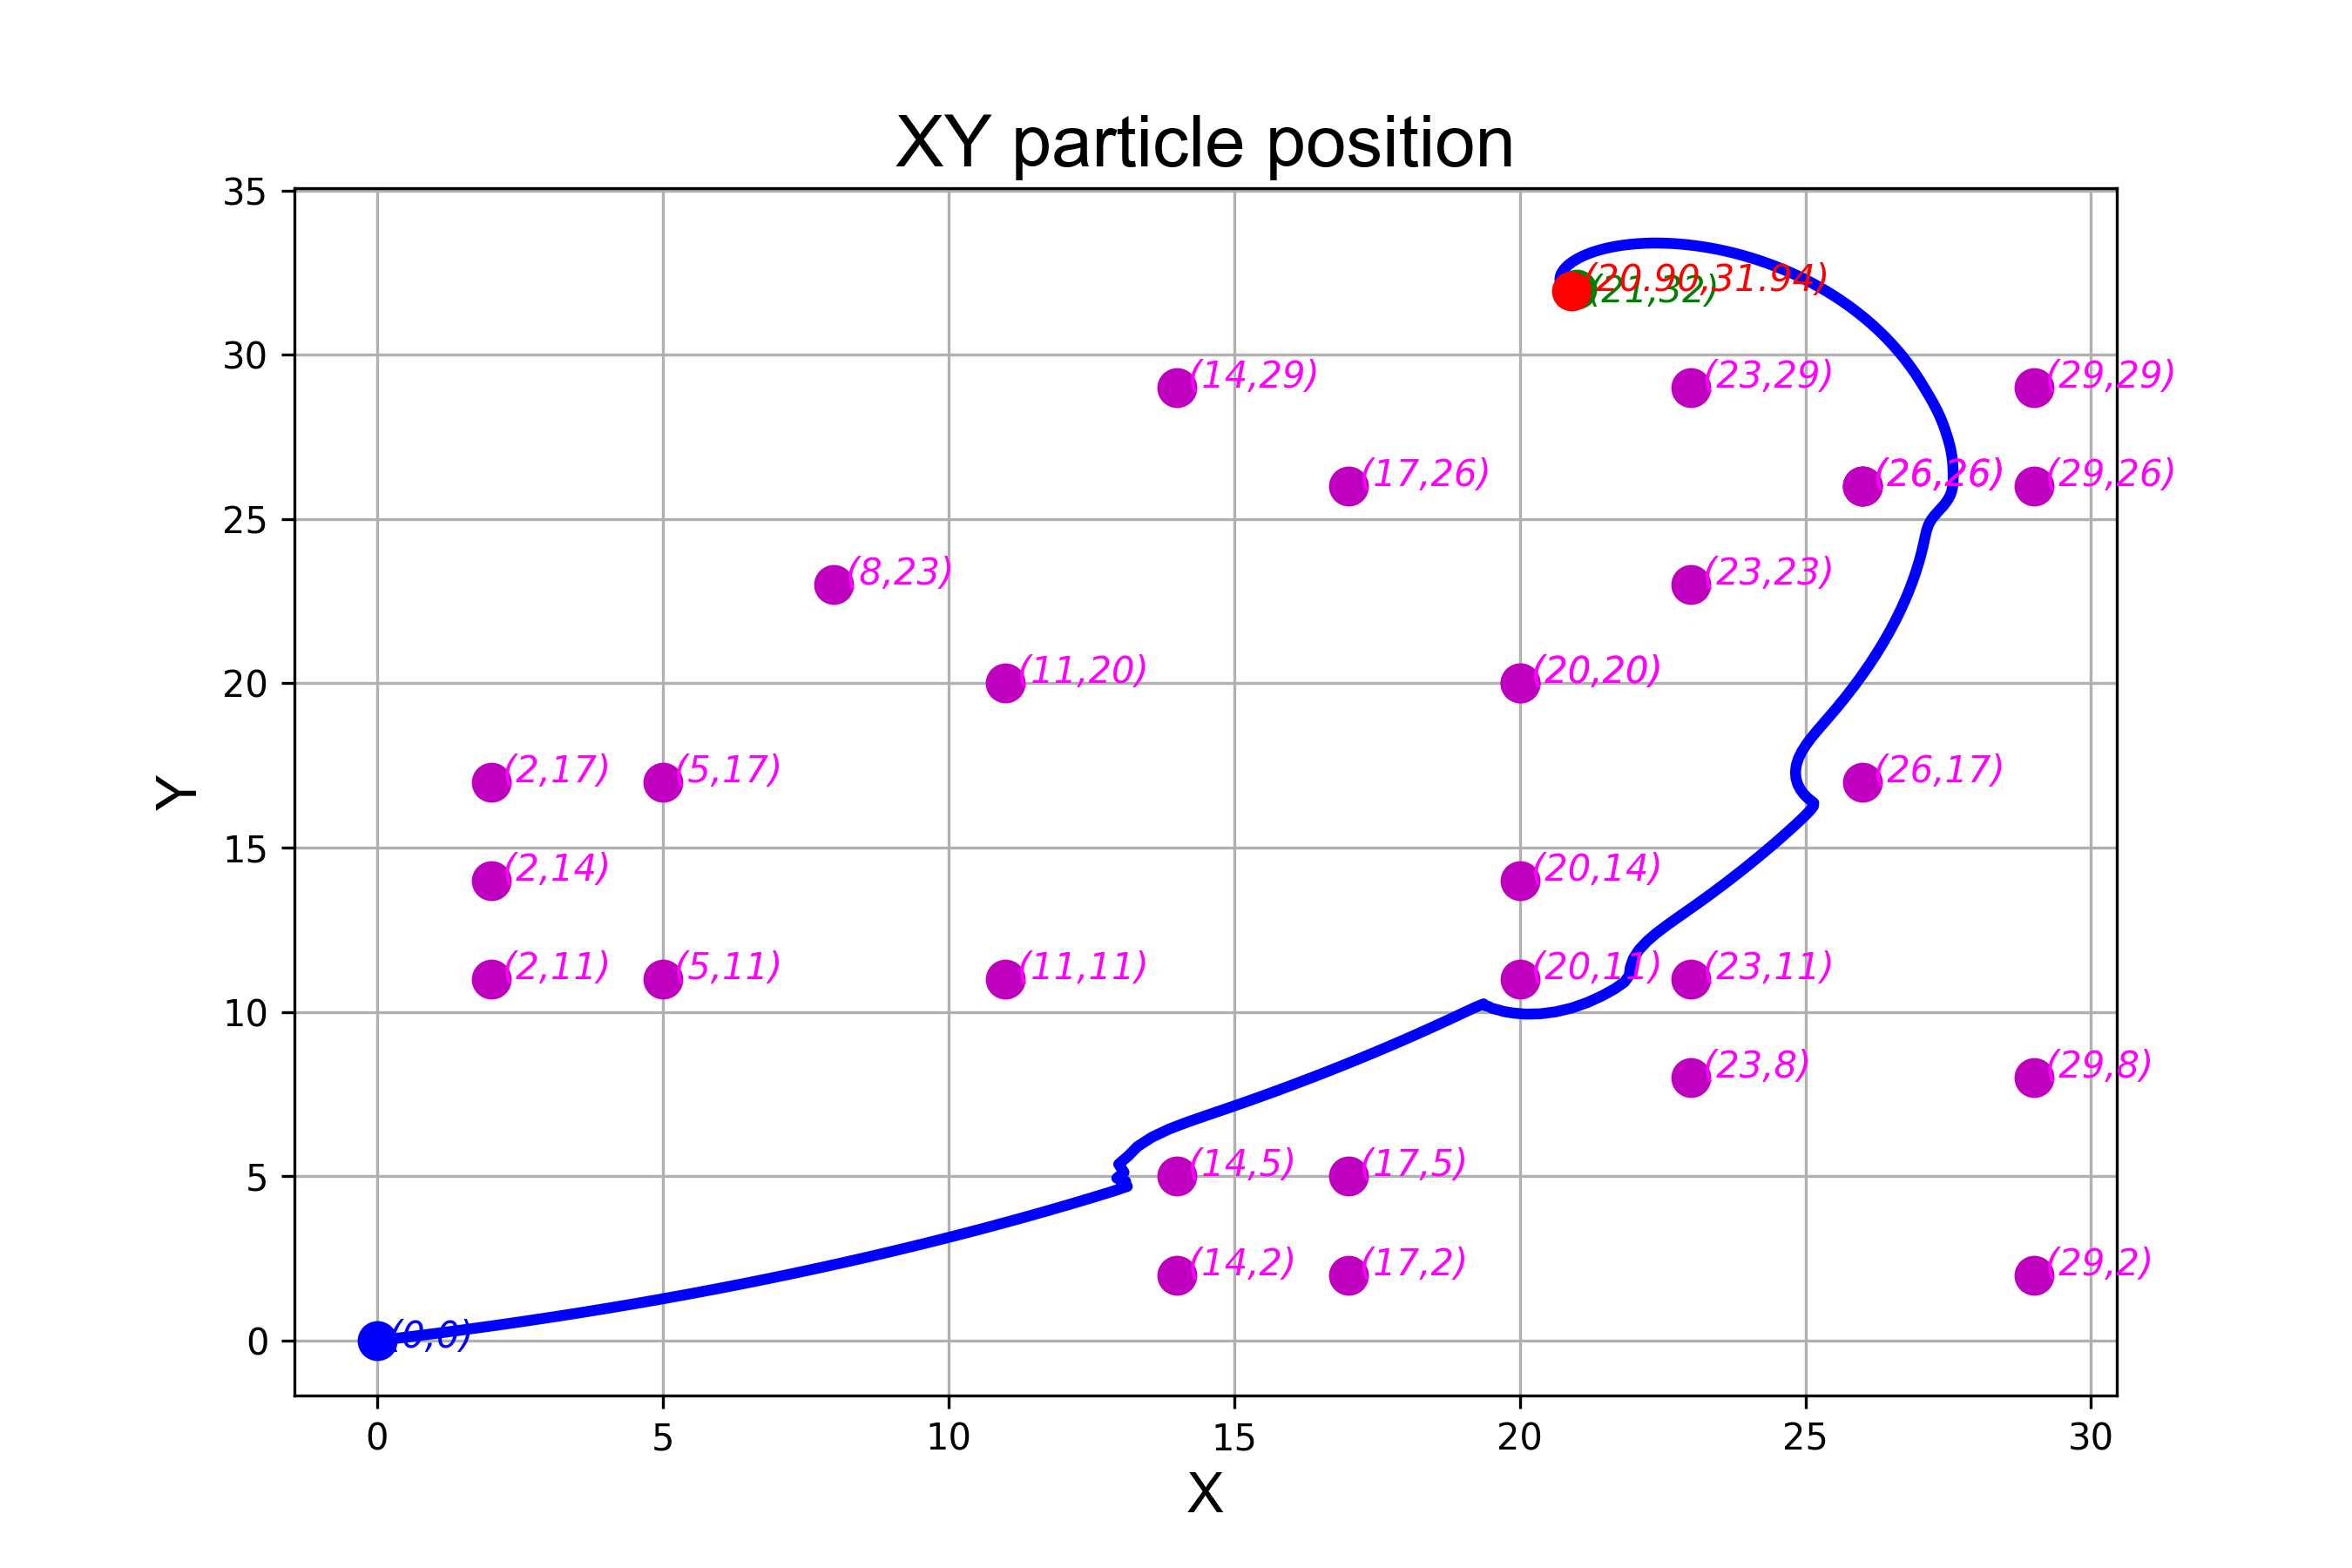 XY particle position
35
(20.90,31.94)
(21,32)
30
(14,29) (23,29) (29,29)
(17,26) (26,26) (29,26)
25
(8,23) (23,23)
20
(11,20) (20,20)
(2,17) (5,17) (26,17)
Y
15
(2,14) (20,14)
(2,11) (5,11) (11,11) (20,11) (23,11)
10
(23,8) (29,8)
5
(14,5) (17,5)
(14,2) (17,2) (29,2)
0
(0,0)
0 5 10 15 20 25 30
X